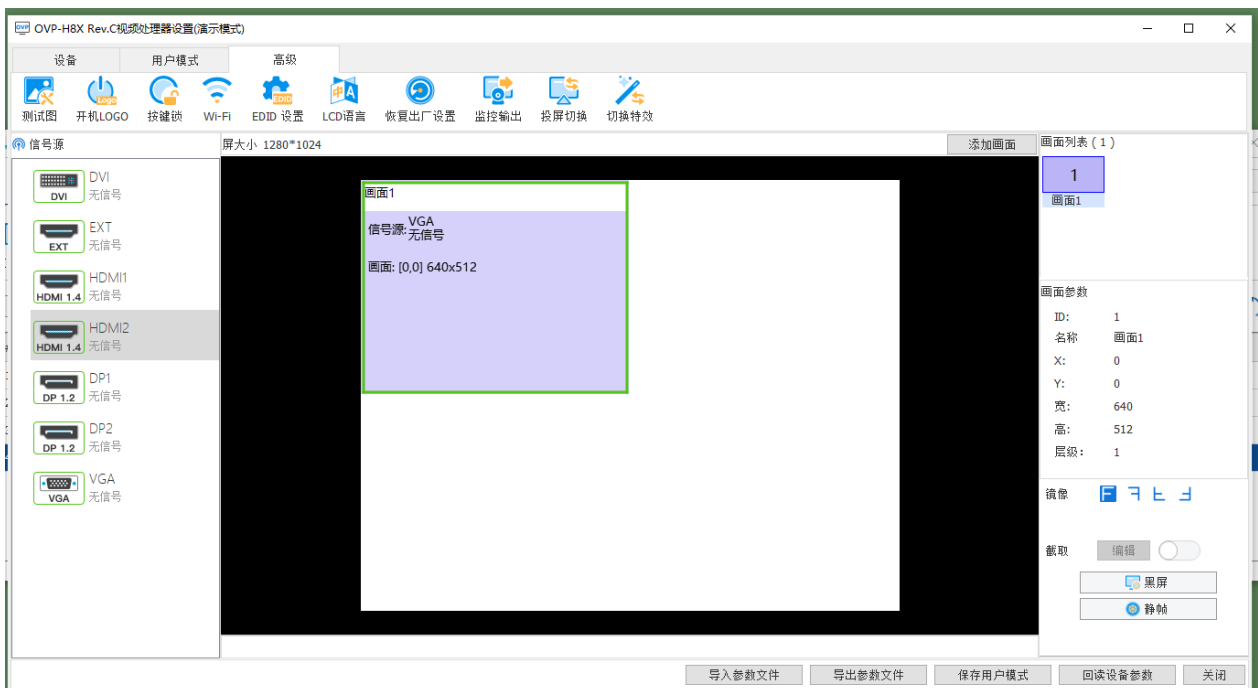 OVP-H8X Rev.C视频处理器设置(演示模式)
设备 用户模式 高级
测试图 开机LOGO 按键锁 Wi-Fi EDID 设置 LCD语言 恢复出厂设置 监控输出 投屏切换 切换特效
信号源
屏大小 1280*1024
添加画面
画面列表 ( 1 )
DVI
DVI
无信号
EXT
EXT
无信号
HDMI 1.4
HDMI1
无信号
HDMI 1.4
HDMI2
无信号
DP 1.2
DP1
无信号
DP 1.2
DP2
无信号
VGA
VGA
无信号
画面1
信号源: VGA
无信号
画面: [0,0] 640x512
1
画面1
画面参数
ID: 1
名称 画面1
X: 0
Y: 0
宽: 640
高: 512
层级: 1
镜像
截取 编辑
黑屏
静帧
导入参数文件 导出参数文件 保存用户模式 回读设备参数 关闭